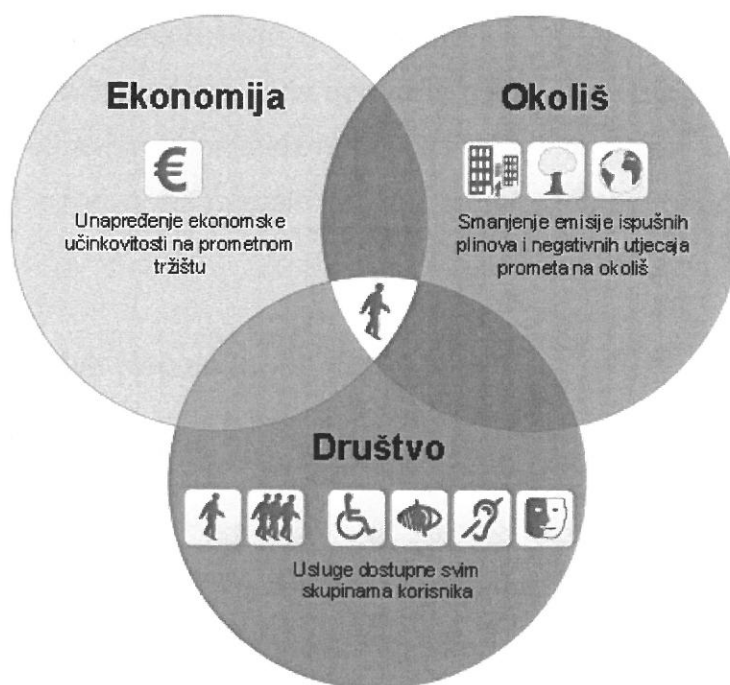 Ekonomija
€
Unapređenje ekonomske
učinkovitosti na prometnom
tržištu
Okoliš
Smanjenje emisije ispušnih
plinova i negativnih utjecaja
prometa na okoliš
Društvo
Usluge dostupne svim
skupinama korisnika